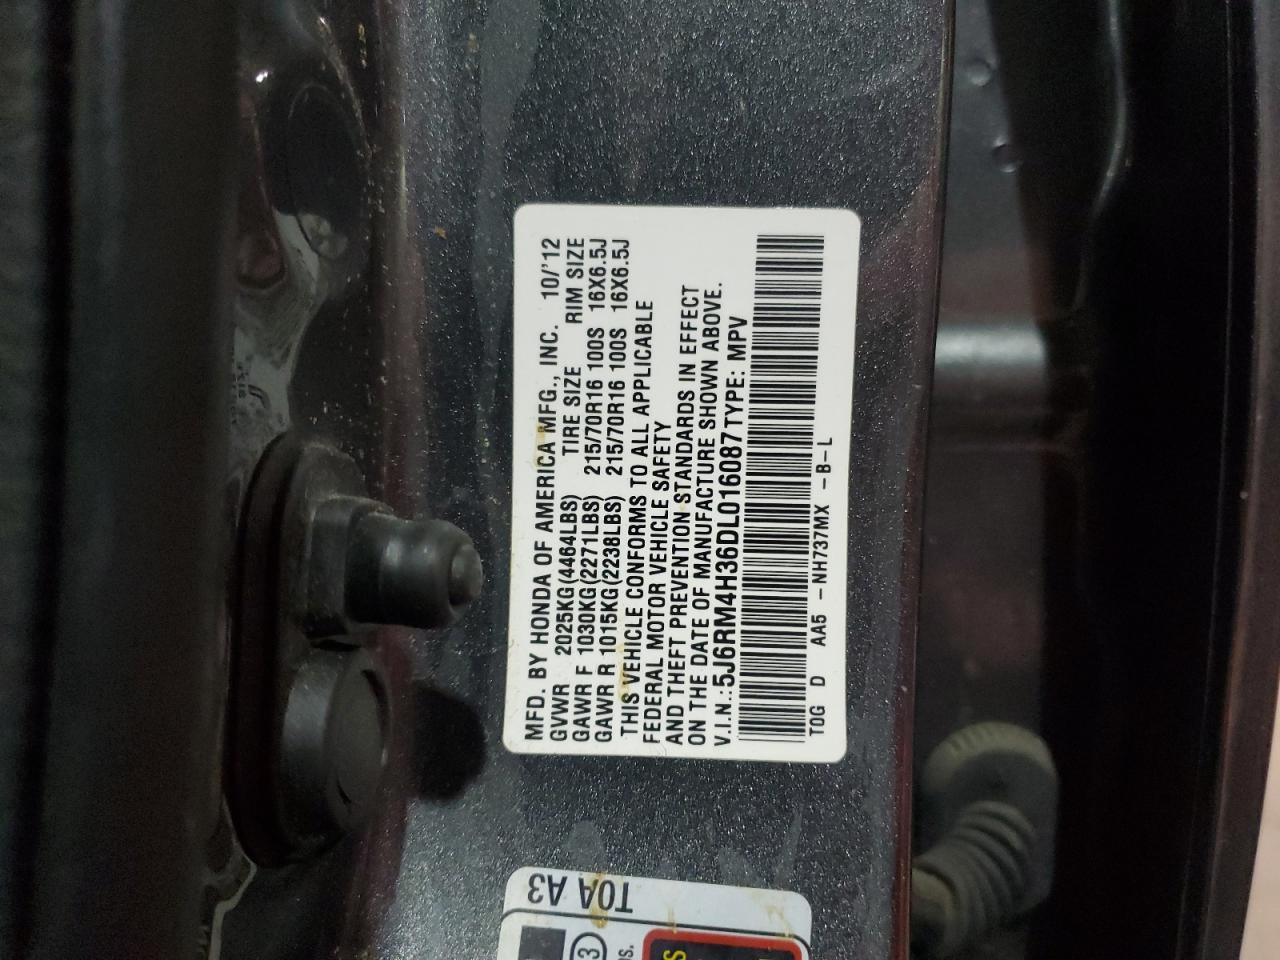 MFD. BY HONDA OF AMERICA MFG., INC. 10/'12
GVWR 2025KG(4464LBS) TIRE SIZE RIM SIZE
GAWR F 1030KG(2271LBS) 215/70R16 100S 16X6.5J
GAWR R 1015KG(2238LBS) 215/70R16 100S 16X6.5J
THIS VEHICLE CONFORMS TO ALL APPLICABLE
FEDERAL MOTOR VEHICLE SAFETY
AND THEFT PREVENTION STANDARDS IN EFFECT
ON THE DATE OF MANUFACTURE SHOWN ABOVE.
V.I.N.:5J6RM4H36DL016087TYPE: MPV
T0G D AA5 -NH737MX -B-L
T0A A3
3